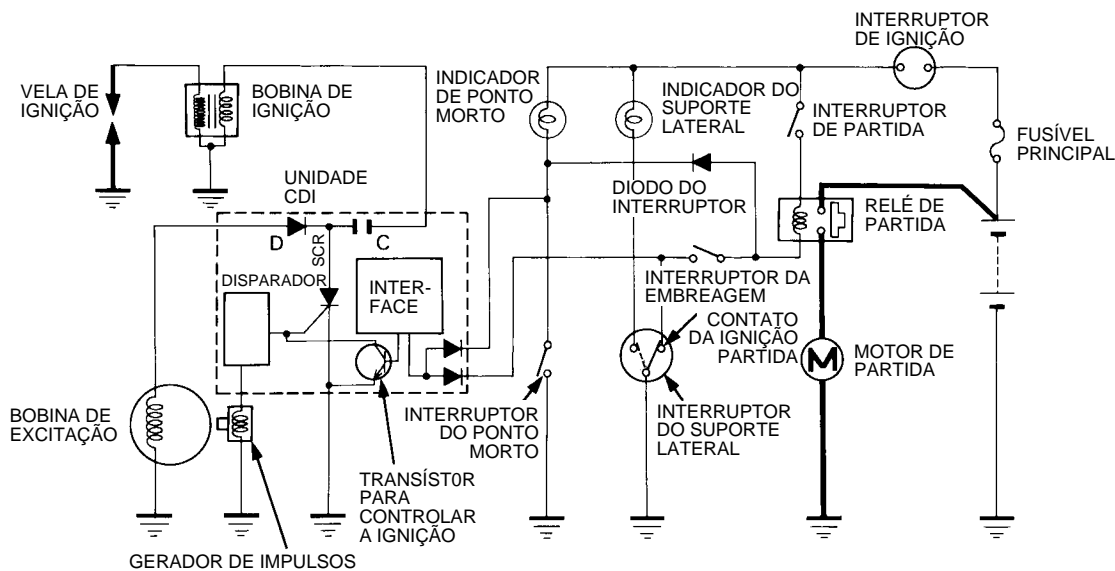 INTERRUPTOR
DE IGNIÇÃO
VELA DE
IGNIÇÃO
BOBINA DE
IGNIÇÃO
INDICADOR
DE PONTO
MORTO
INDICADOR DO
SUPORTE
LATERAL
INTERRUPTOR
DE PARTIDA
FUSÍVEL
PRINCIPAL
UNIDADE
CDI
D
C
SCR
DIODO DO
INTERRUPTOR
RELÉ DE
PARTIDA
DISPARADOR
INTER-
FACE
INTERRUPTOR DA
EMBREAGEM
CONTATO
DA IGNIÇÃO
PARTIDA
M
MOTOR DE
PARTIDA
BOBINA DE
EXCITAÇÃO
INTERRUPTOR
DO PONTO
MORTO
INTERRUPTOR
DO SUPORTE
LATERAL
TRANSÍST0R
PARA
CONTROLAR
A IGNIÇÃO
GERADOR DE IMPULSOS